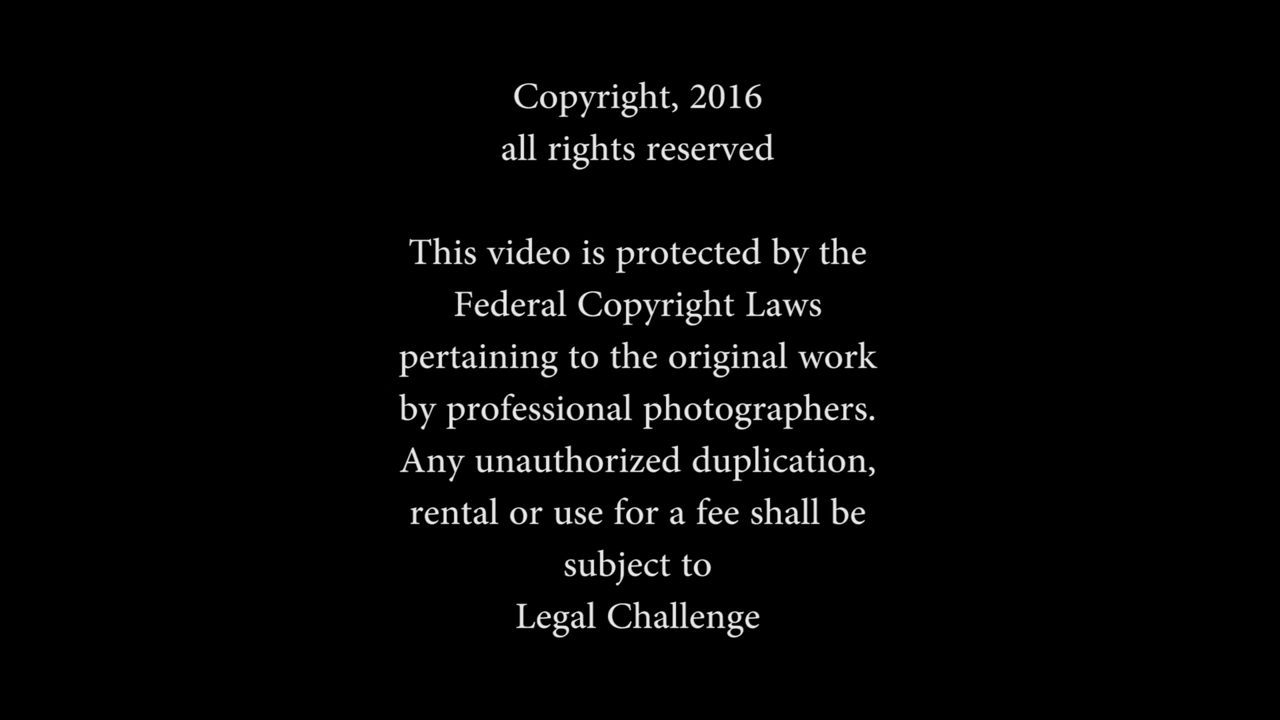 Copyright, 2016
all rights reserved
This video is protected by the
Federal Copyright Laws
pertaining to the original work
by professional photographers.
Any unauthorized duplication,
rental or use for a fee shall be
subject to
Legal Challenge